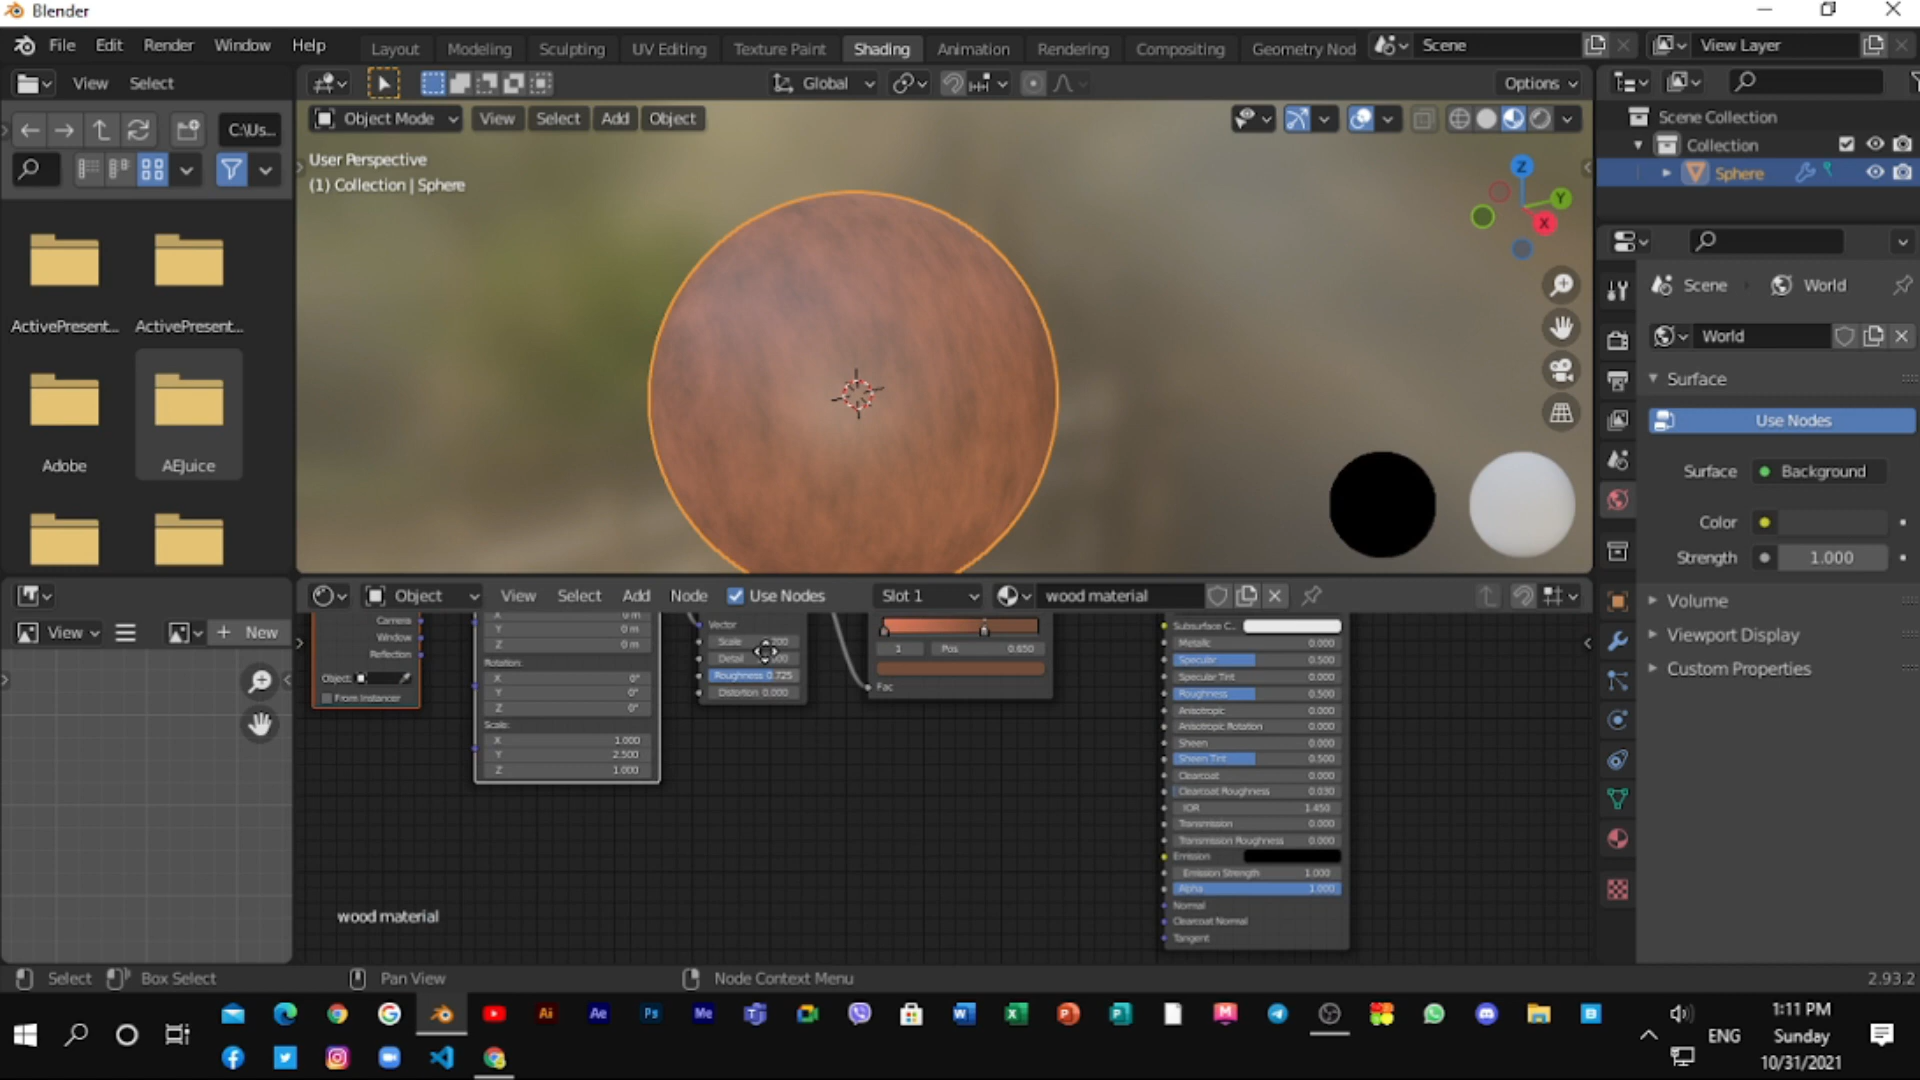 Blender
File Edit Render Window Help Layout Modeling Sculpting UV Editing Texture Paint Shading Animation Rendering Compositing Geometry Nod Scene View Layer
View Select Global Options
Object Mode View Select Add Object
C:\Us...
User Perspective
(1) Collection | Sphere
Z
Y
X
ActivePresent... ActivePresent...
Adobe AEJuice
Scene Collection
Collection
Sphere
Scene World
World
Surface
Use Nodes
Surface Background
Color
Strength 1.000
Volume
Viewport Display
Custom Properties
Object View Select Add Node Use Nodes Slot 1 wood material
View New
Camera
Window
Reflection
Object:
From Instancer
X 0 m
Y 0 m
Z 0 m
Rotation:
X 0°
Y 0°
Z 0°
Scale:
X 1.000
Y 2.500
Z 1.000
Vector
Scale
Detail
Roughness 0.725
Distortion 0.000
1 Pos 0.650
Fac
Subsurface C..
Metallic 0.000
Specular 0.500
Specular Tint 0.000
Roughness 0.500
Anisotropic 0.000
Anisotropic Rotation 0.000
Sheen 0.000
Sheen Tint 0.500
Clearcoat 0.000
Clearcoat Roughness 0.030
IOR 1.450
Transmission 0.000
Transmission Roughness 0.000
Emission
Emission Strength 1.000
Alpha 1.000
Normal
Clearcoat Normal
Tangent
wood material
Select Box Select Pan View Node Context Menu 2.93.2
Ai Ae Ps Me
ENG
1:11 PM
Sunday
10/31/2021